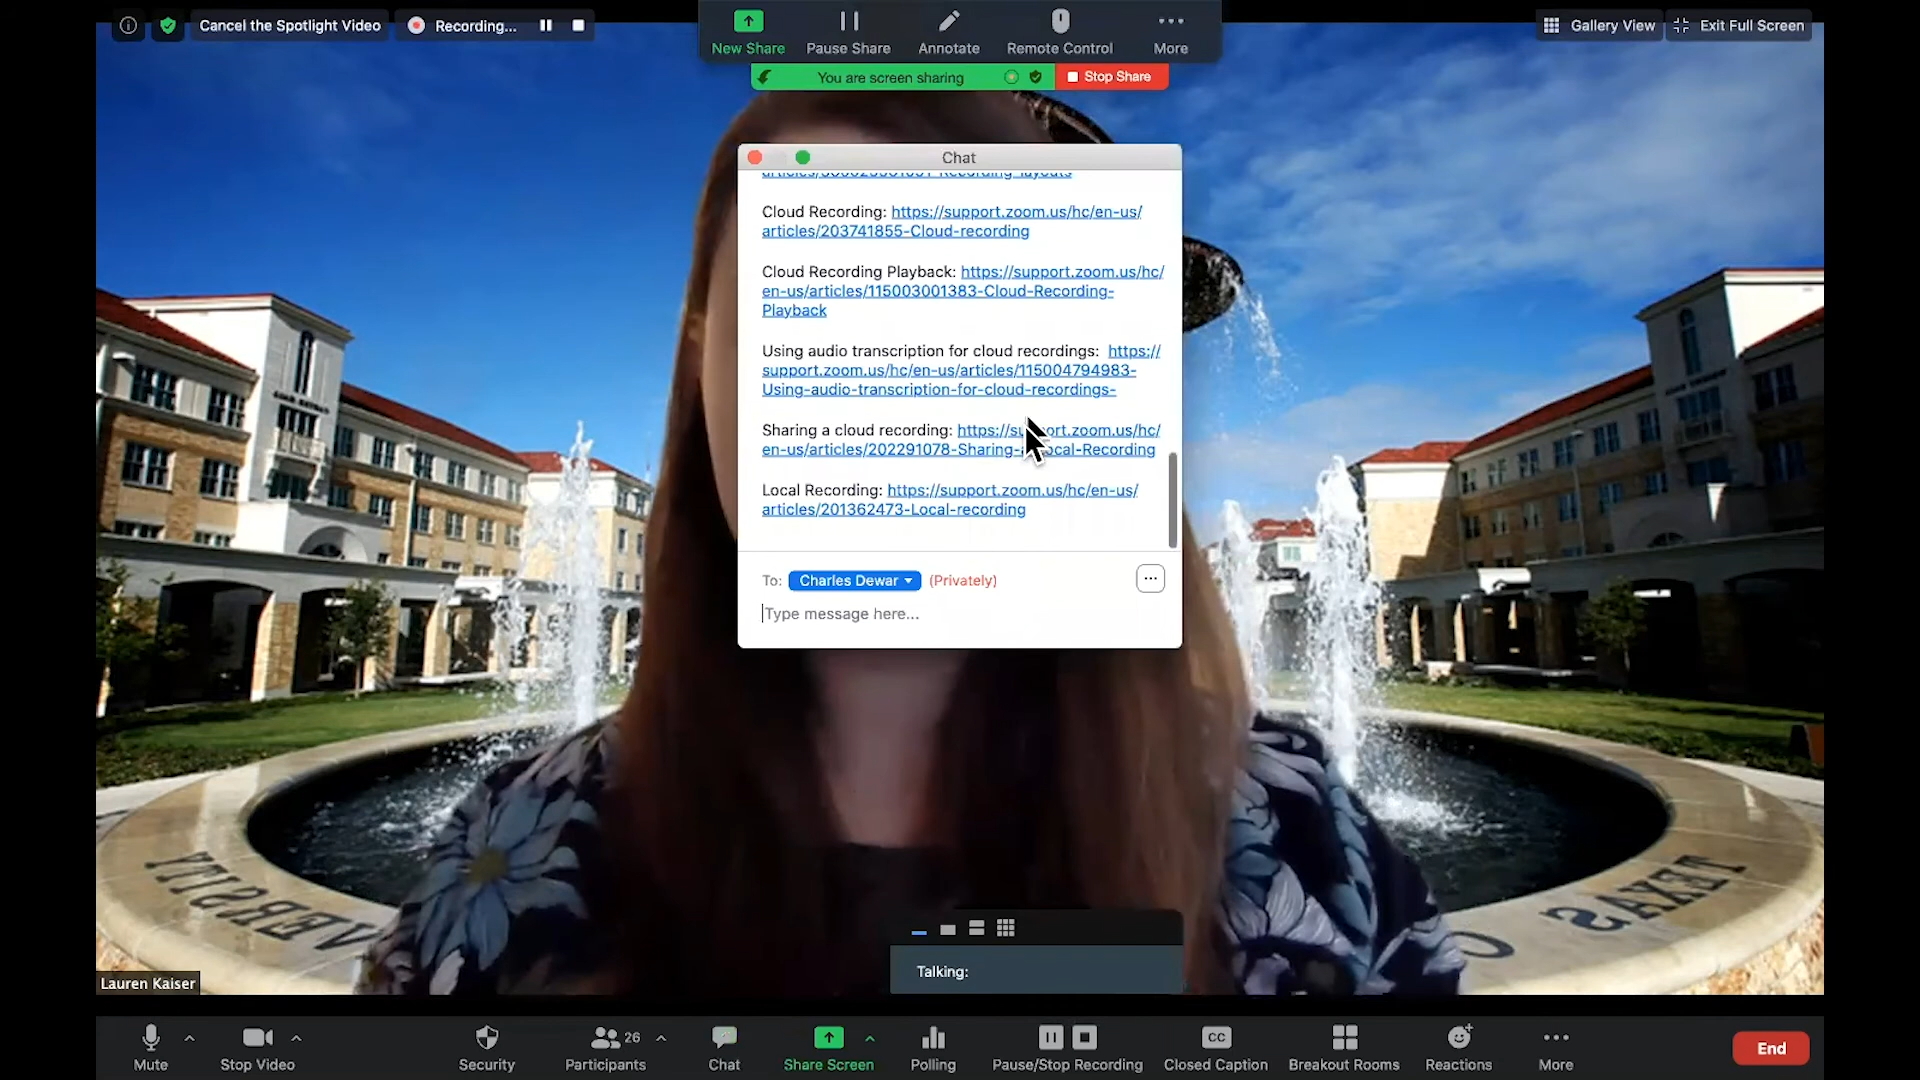 Cancel the Spotlight Video
Recording...
New Share
Pause Share
Annotate
Remote Control
More
Gallery View
Exit Full Screen
You are screen sharing
Stop Share
Chat
Cloud Recording: https://support.zoom.us/hc/en-us/
articles/203741855-Cloud-recording
Cloud Recording Playback: https://support.zoom.us/hc/
en-us/articles/115003001383-Cloud-Recording-
Playback
Using audio transcription for cloud recordings: https://
support.zoom.us/hc/en-us/articles/115004794983-
Using-audio-transcription-for-cloud-recordings-
Sharing a cloud recording: https://support.zoom.us/hc/
en-us/articles/202291078-Sharing-a-Local-Recording
Local Recording: https://support.zoom.us/hc/en-us/
articles/201362473-Local-recording
To: Charles Dewar (Privately)
Type message here...
TEXAS C
VERSITY
Talking:
Lauren Kaiser
Mute
Stop Video
Security
Participants
26
Chat
Share Screen
Polling
Pause/Stop Recording
CC
Closed Caption
Breakout Rooms
Reactions
More
End